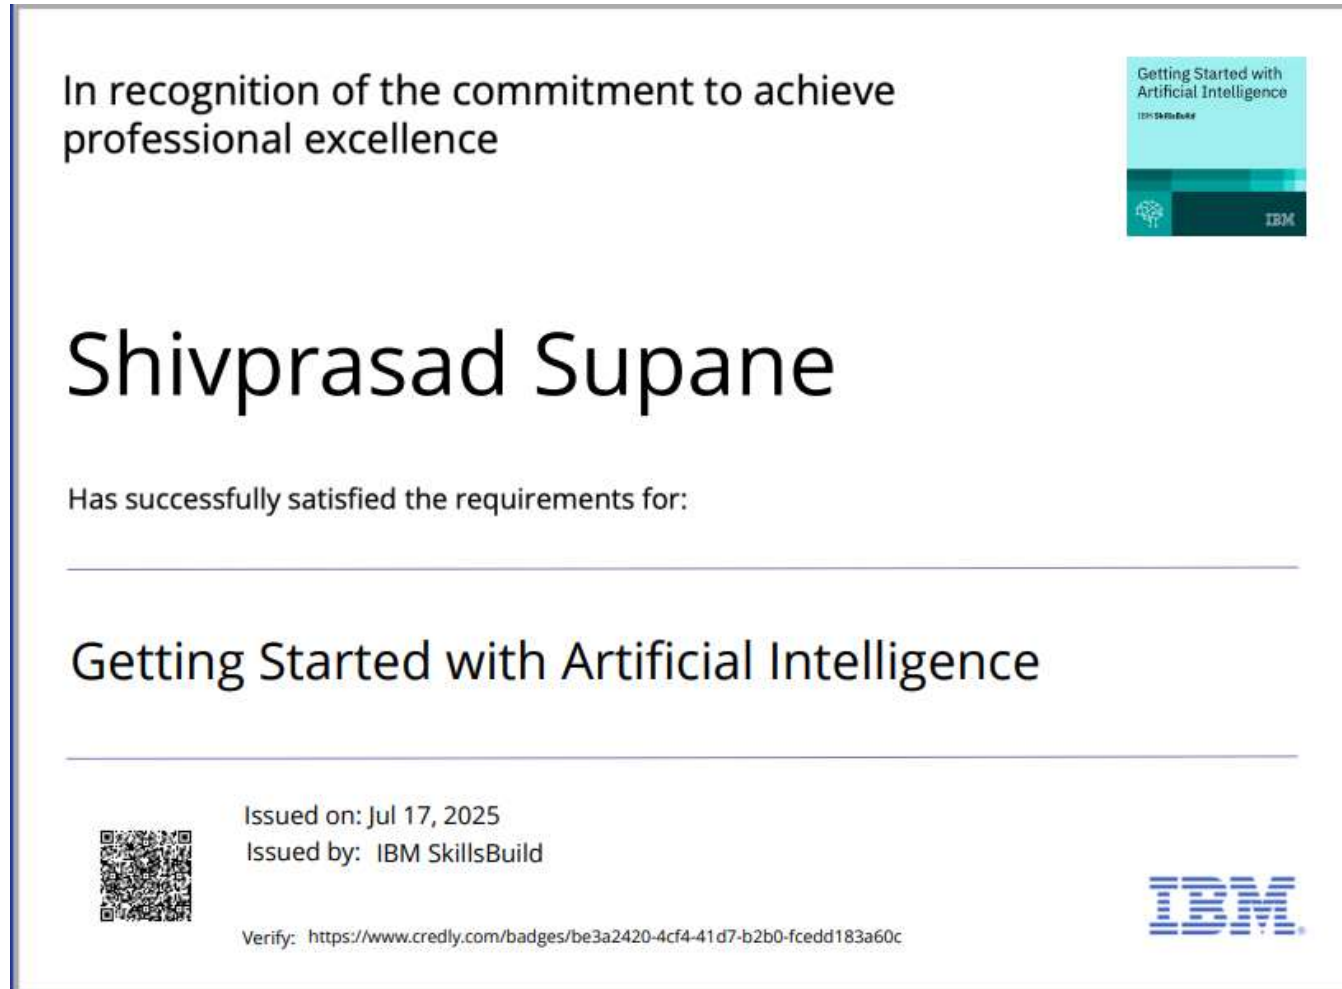 In recognition of the commitment to achieve
professional excellence
Getting Started with
Artificial Intelligence
IBM SkillsBuild
IBM
Shivprasad Supane
Has successfully satisfied the requirements for:
Getting Started with Artificial Intelligence
Issued on: Jul 17, 2025
Issued by: IBM SkillsBuild
Verify: https://www.credly.com/badges/be3a2420-4cf4-41d7-b2b0-fcedd183a60c
IBM